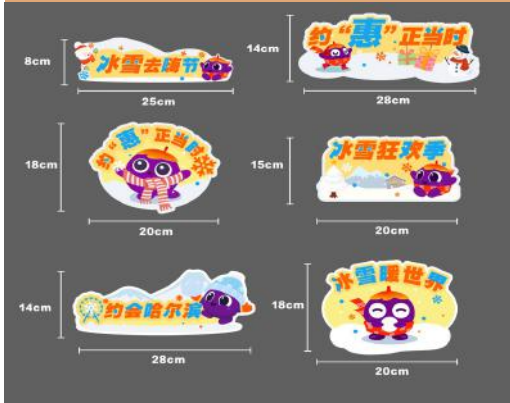 冰雪去嗨节
8cm
25cm
约“惠”正当时
14cm
28cm
约“惠”正当时
18cm
20cm
冰雪狂欢季
15cm
20cm
约会哈尔滨
14cm
28cm
冰雪暖世界
18cm
20cm